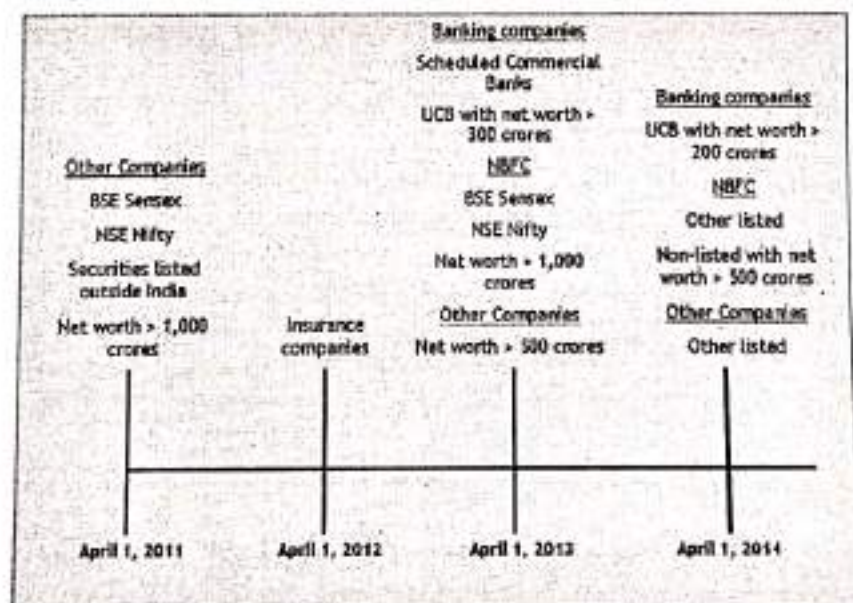 Other Companies
BSE Sensex
NSE Nifty
Securities listed
outside India
Net worth > 1,000
crores
Insurance
companies
Banking companies
Scheduled Commercial
Banks
UCB with net worth >
300 crores
NBFC
BSE Sensex
NSE Nifty
Net worth > 1,000
crores
Other Companies
Net worth > 500 crores
Banking companies
UCB with net worth >
200 crores
NBFC
Other listed
Non-listed with net
worth > 500 crores
Other Companies
Other listed
April 1, 2011
April 1, 2012
April 1, 2013
April 1, 2014